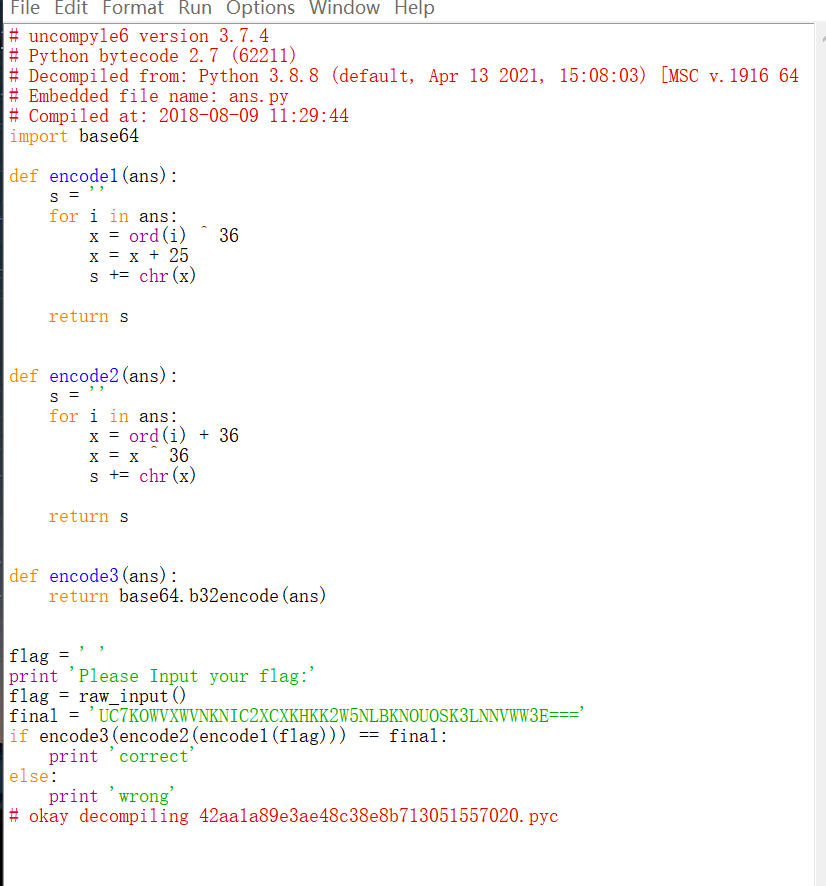 File Edit Format Run Options Window Help
# uncompyle6 version 3.7.4
# Python bytecode 2.7 (62211)
# Decompiled from: Python 3.8.8 (default, Apr 13 2021, 15:08:03) [MSC v.1916 64
# Embedded file name: ans.py
# Compiled at: 2018-08-09 11:29:44
import base64
def encode1(ans):
    s = ''
    for i in ans:
        x = ord(i) ^ 36
        x = x + 25
        s += chr(x)
    return s
def encode2(ans):
    s = ''
    for i in ans:
        x = ord(i) + 36
        x = x ^ 36
        s += chr(x)
    return s
def encode3(ans):
    return base64.b32encode(ans)
flag = ' '
print 'Please Input your flag:'
flag = raw_input()
final = 'UC7KOWVXWVNKNIC2XCXKHKK2W5NLBKNOUOSK3LNNVWW3E==='
if encode3(encode2(encode1(flag))) == final:
    print 'correct'
else:
    print 'wrong'
# okay decompiling 42aa1a89e3ae48c38e8b713051557020.pyc